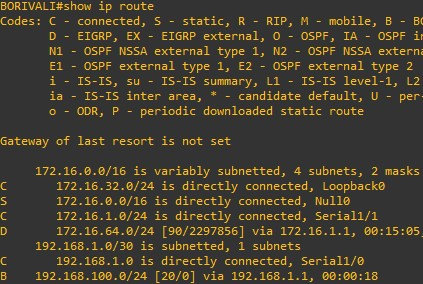 BORIVALI#show ip route
Codes: C - connected, S - static, R - RIP, M - mobile, B -
D - EIGRP, EX - EIGRP external, O - OSPF, IA - OSPF
N1 - OSPF NSSA external type 1, N2 - OSPF NSSA exter
E1 - OSPF external type 1, E2 - OSPF external type 2
i - IS-IS, su - IS-IS summary, L1 - IS-IS level-1, L2
ia - IS-IS inter area, * - candidate default, U - per-
o - ODR, P - periodic downloaded static route
Gateway of last resort is not set
172.16.0.0/16 is variably subnetted, 4 subnets, 2 masks
C 172.16.32.0/24 is directly connected, Loopback0
S 172.16.0.0/16 is directly connected, Null0
C 172.16.1.0/24 is directly connected, Serial1/1
D 172.16.64.0/24 [90/2297856] via 172.16.1.1, 00:15:05,
192.168.1.0/30 is subnetted, 1 subnets
C 192.168.1.0 is directly connected, Serial1/0
B 192.168.100.0/24 [20/0] via 192.168.1.1, 00:00:18